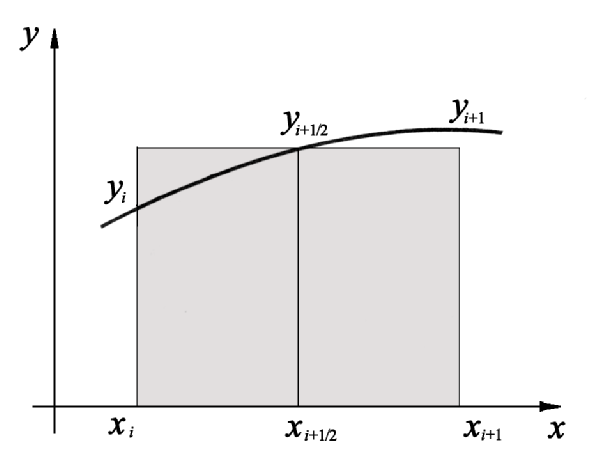 y
y_{i+1/2}
y_{i+1}
y_i
x_i
x_{i+1/2}
x_{i+1}
x